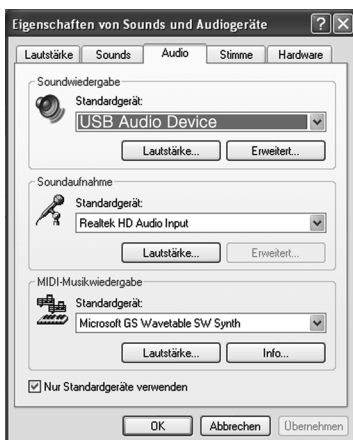 Eigenschaften von Sounds und Audiogeräte
Lautstärke Sounds Audio Stimme Hardware
Soundwiedergabe
Standardgerät:
USB Audio Device
Lautstärke... Erweitert...
Soundaufnahme
Standardgerät:
Realtek HD Audio Input
Lautstärke... Erweitert...
MIDI-Musikwiedergabe
Standardgerät:
Microsoft GS Wavetable SW Synth
Lautstärke... Info...
Nur Standardgeräte verwenden
OK Abbrechen Übernehmen